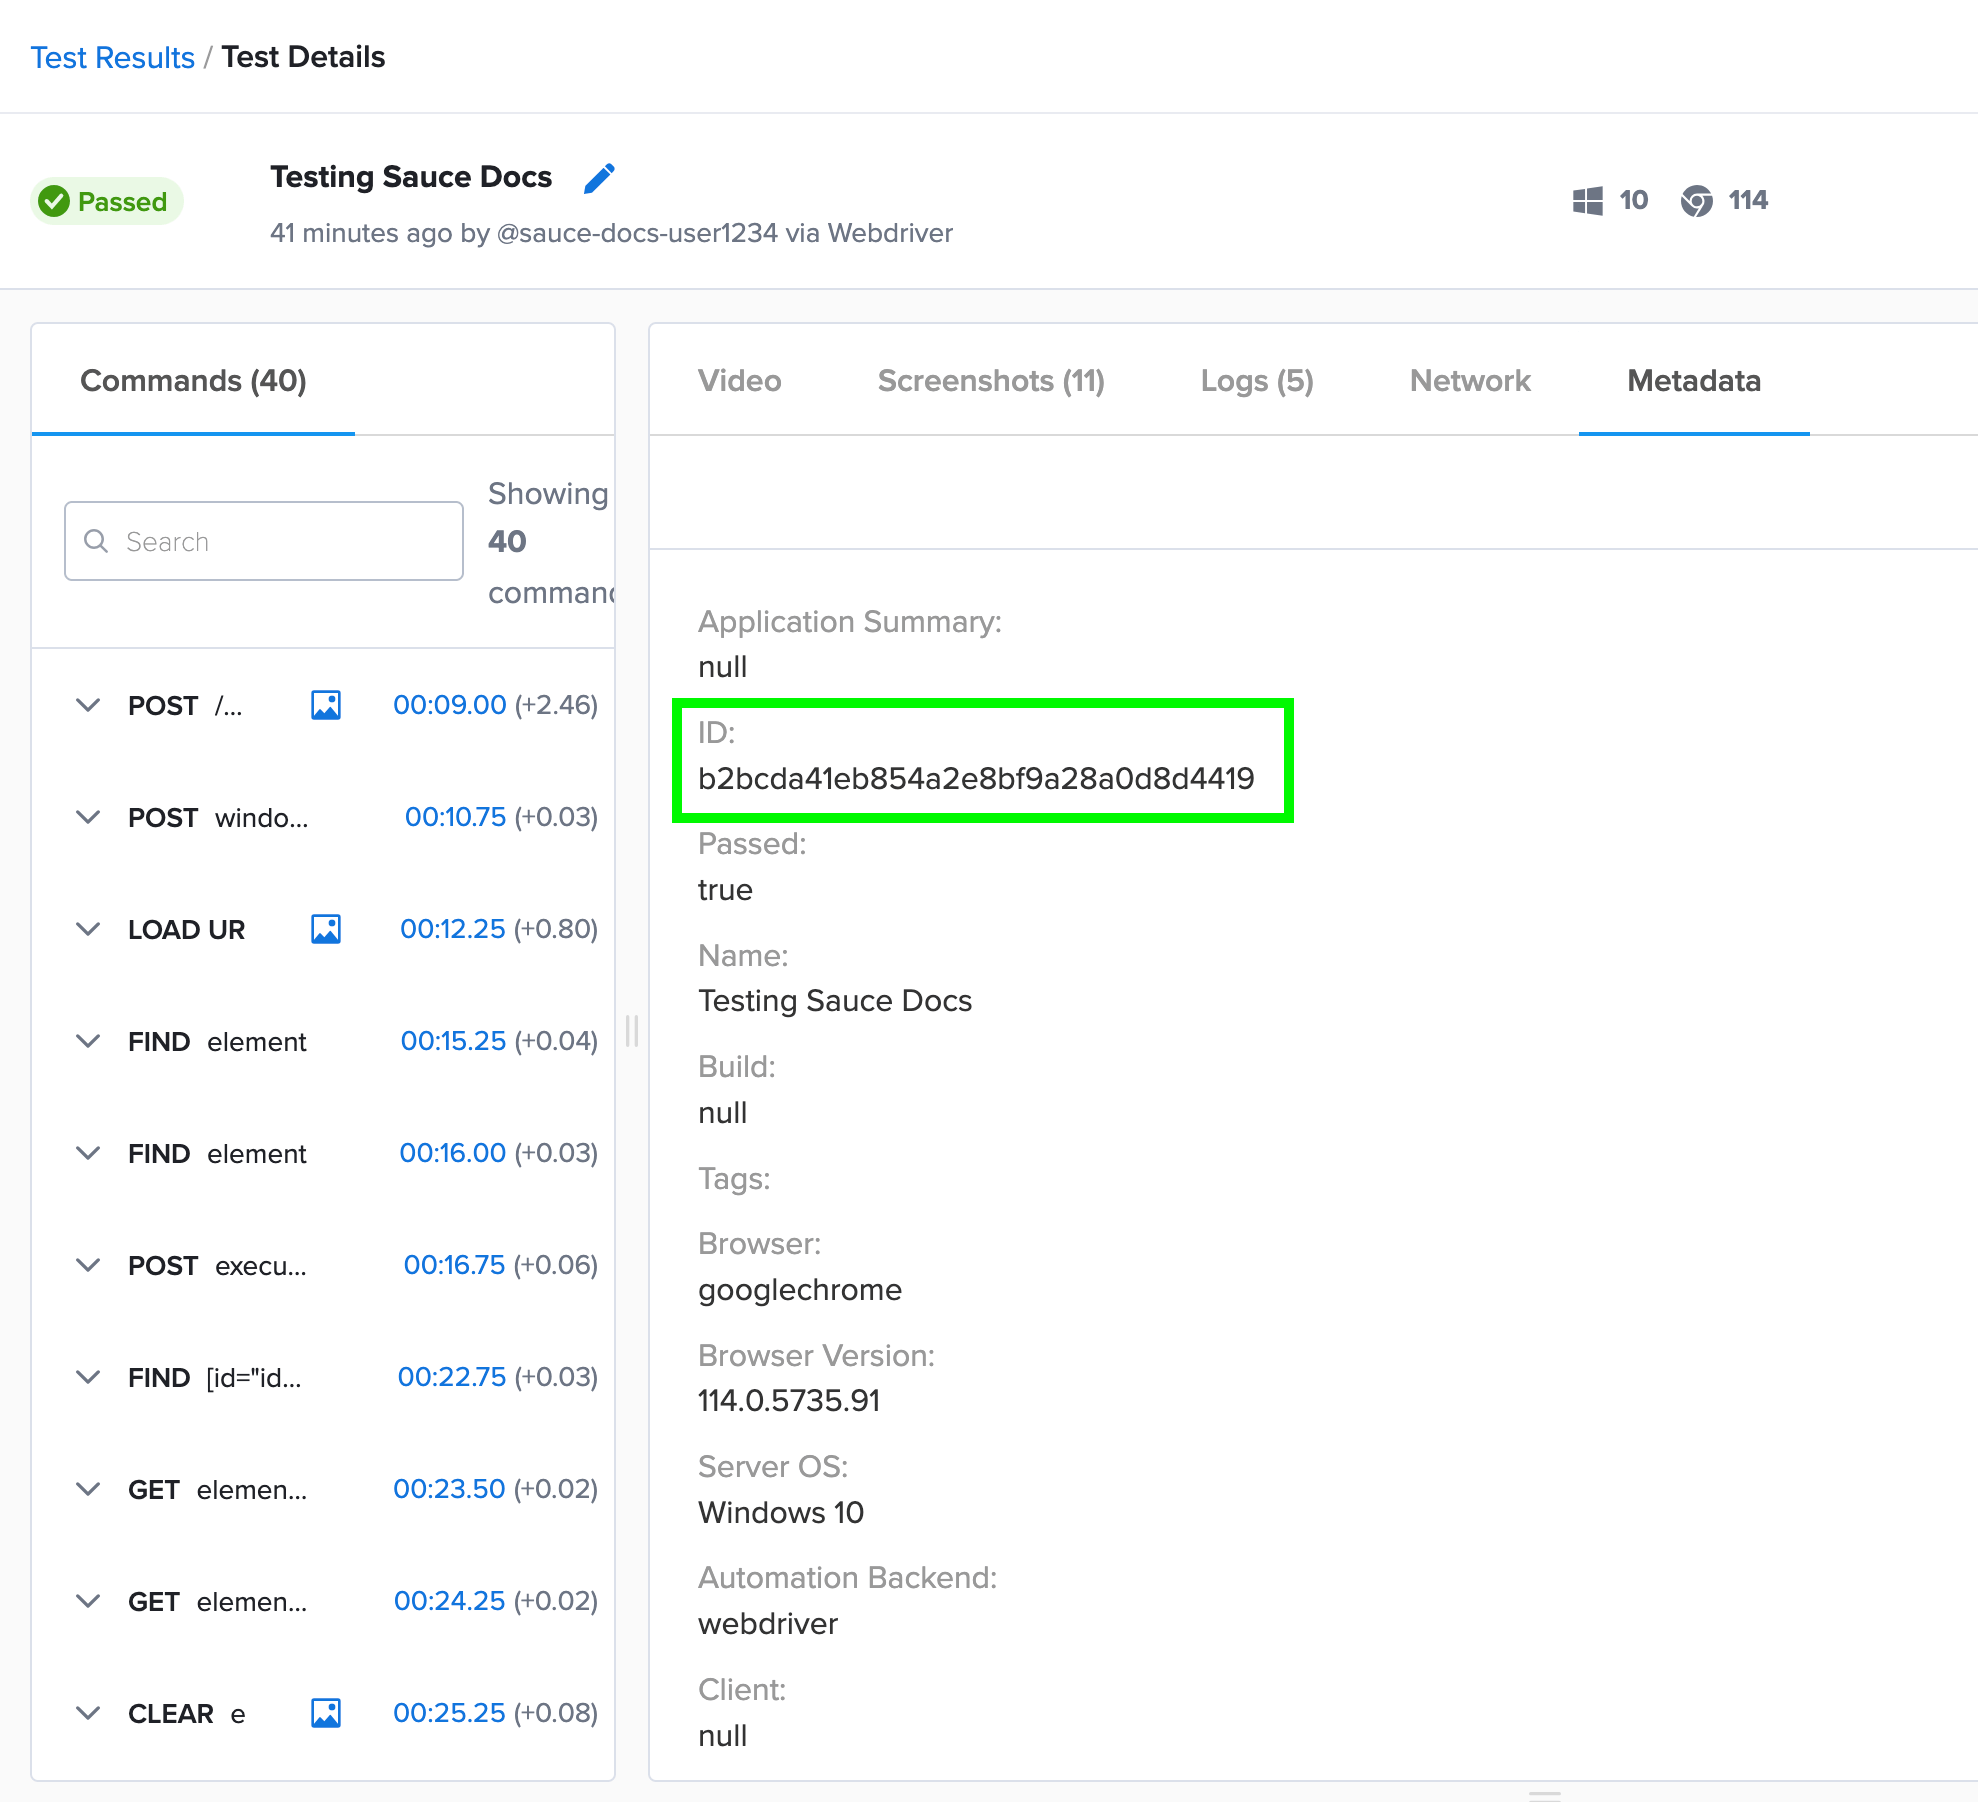 Test Results / Test Details
Passed
Testing Sauce Docs
41 minutes ago by @sauce-docs-user1234 via Webdriver
10 114
Commands (40)
Search
Showing
40
command
POST /... 00:09.00 (+2.46)
POST windo... 00:10.75 (+0.03)
LOAD UR 00:12.25 (+0.80)
FIND element 00:15.25 (+0.04)
FIND element 00:16.00 (+0.03)
POST execu... 00:16.75 (+0.06)
FIND [id="id... 00:22.75 (+0.03)
GET elemen... 00:23.50 (+0.02)
GET elemen... 00:24.25 (+0.02)
CLEAR e 00:25.25 (+0.08)
Video Screenshots (11) Logs (5) Network Metadata
Application Summary:
null
ID:
b2bcda41eb854a2e8bf9a28a0d8d4419
Passed:
true
Name:
Testing Sauce Docs
Build:
null
Tags:
Browser:
googlechrome
Browser Version:
114.0.5735.91
Server OS:
Windows 10
Automation Backend:
webdriver
Client:
null